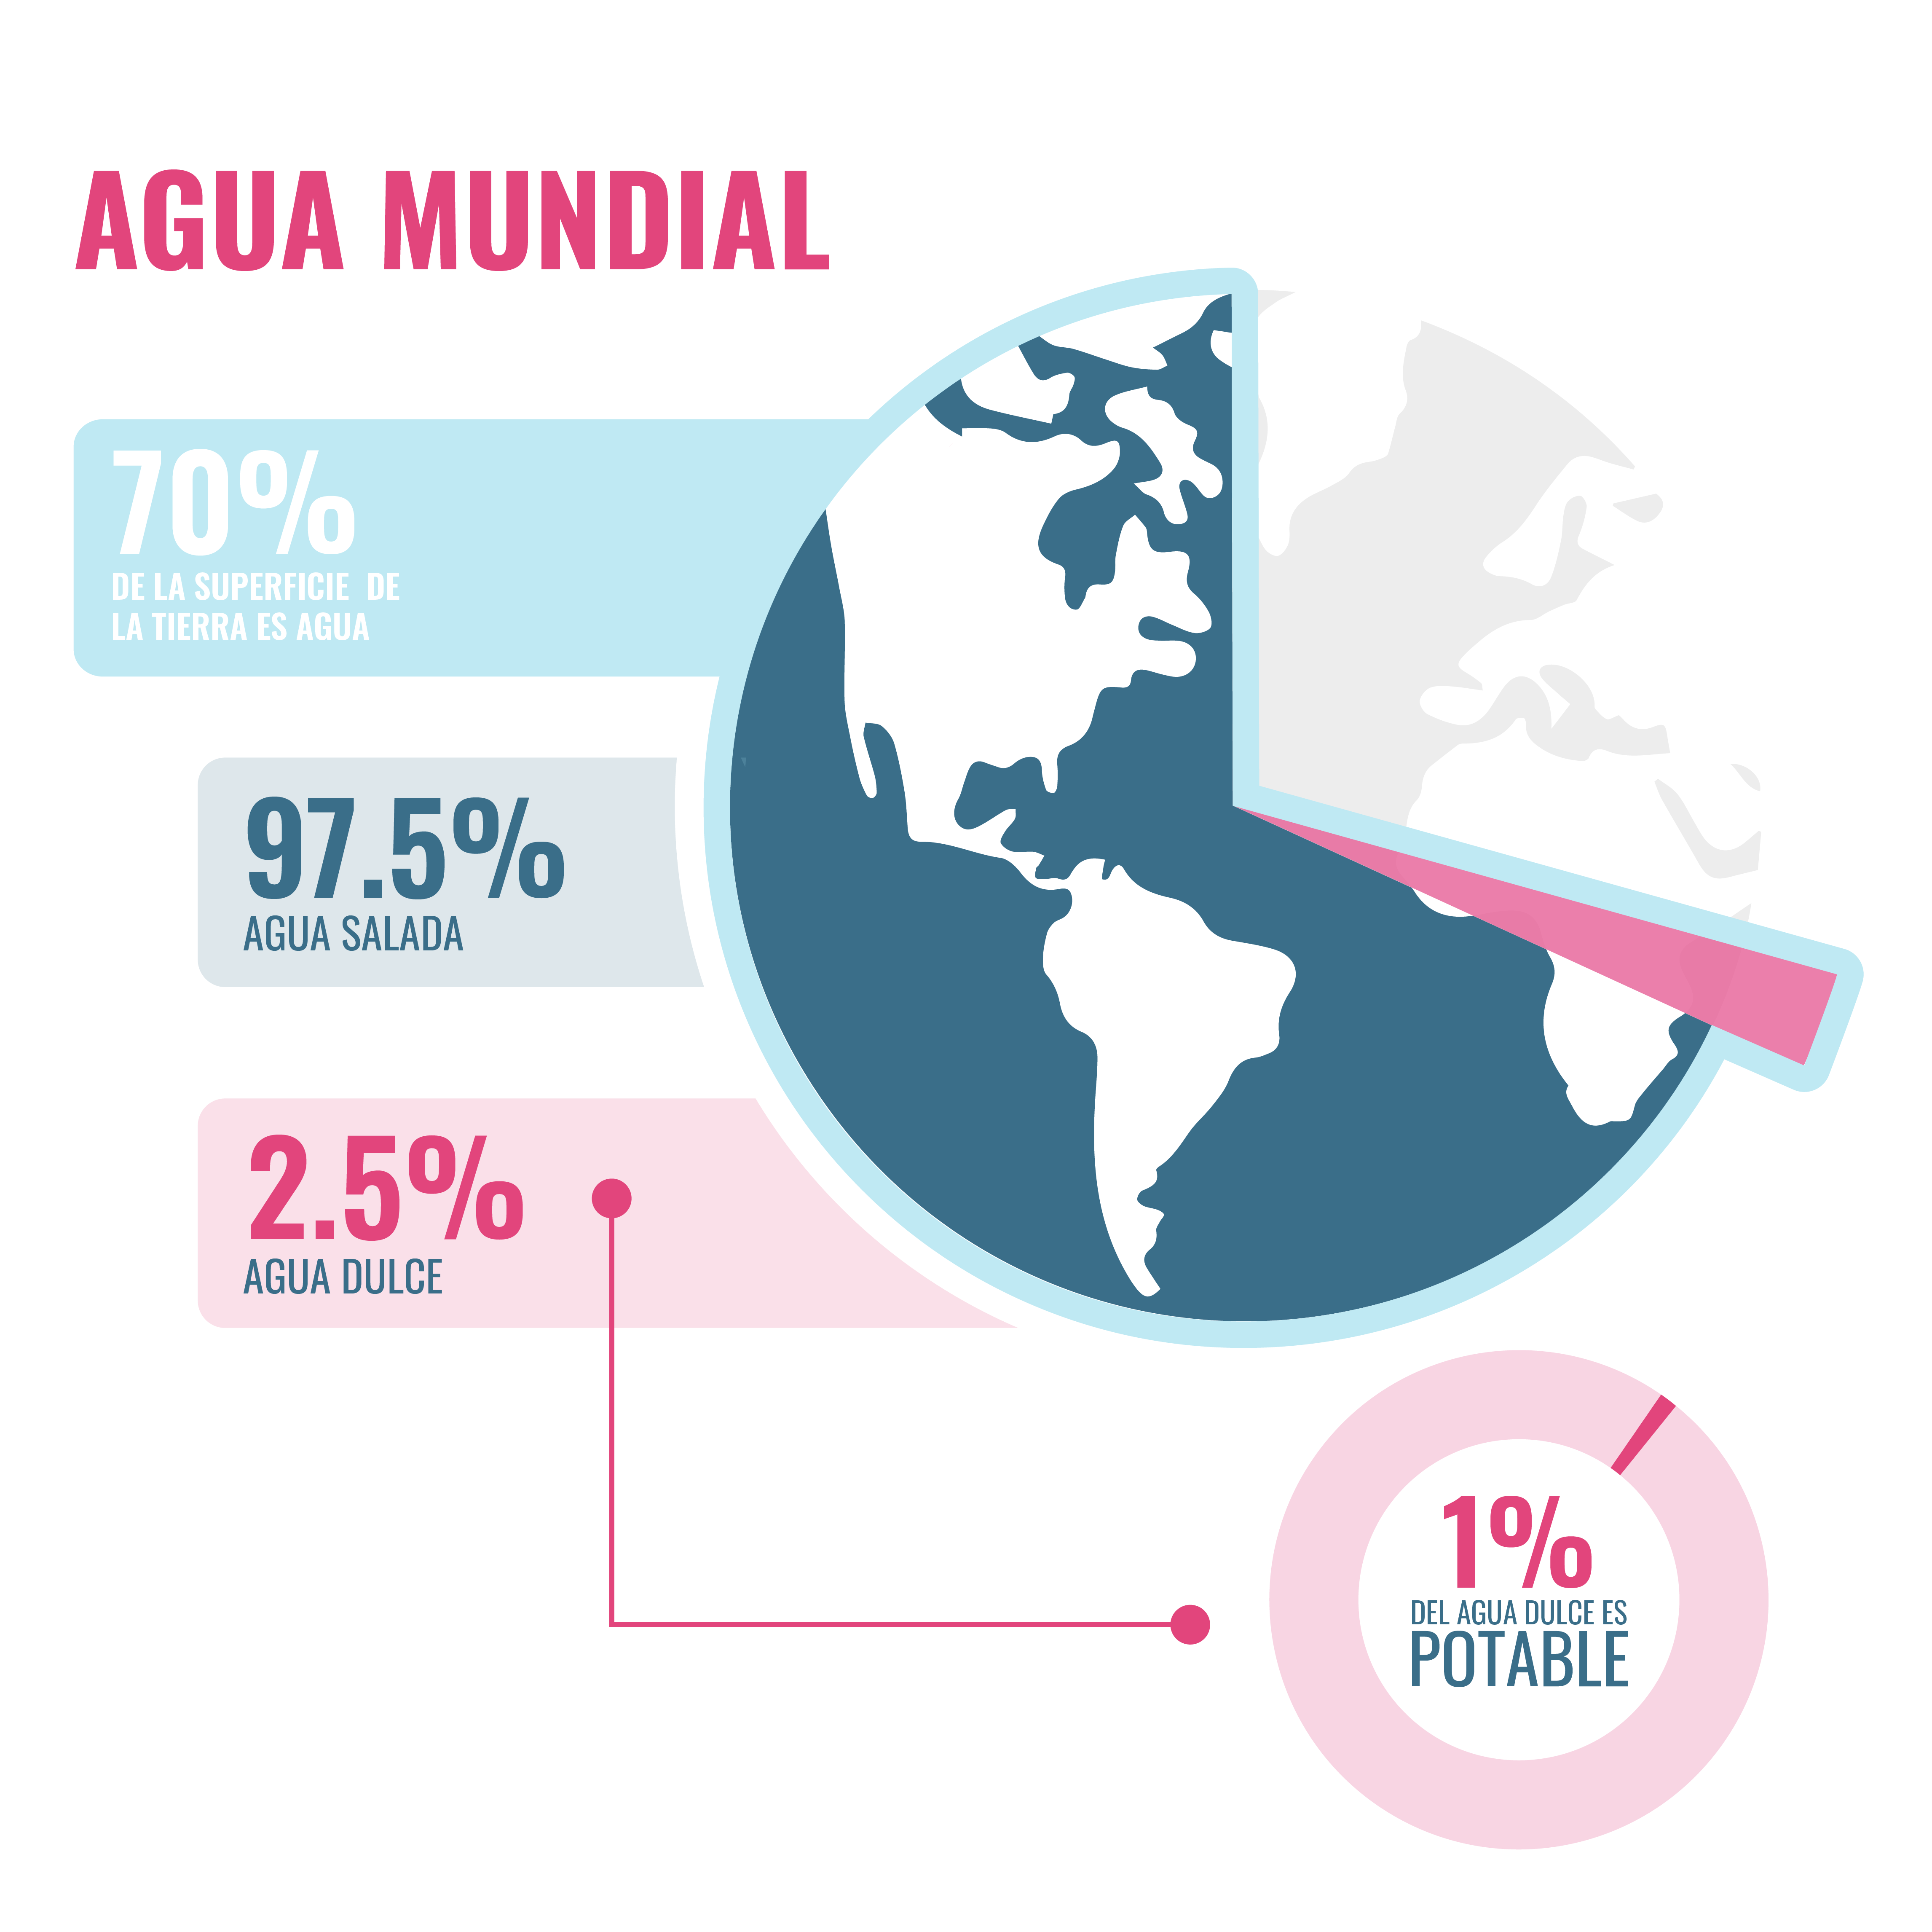 AGUA MUNDIAL
70%
DE LA SUPERFICIE DE
LA TIERRA ES AGUA
97.5%
AGUA SALADA
2.5%
AGUA DULCE
1%
DEL AGUA DULCE ES
POTABLE